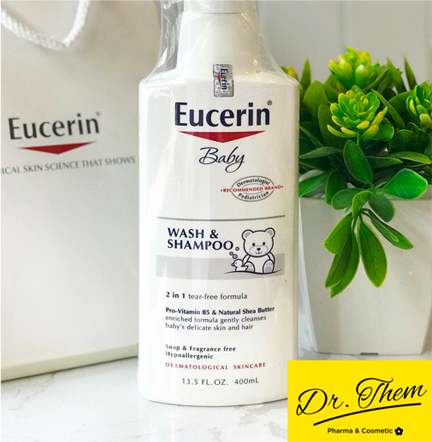 Eucerin®
DICAL SKIN SCIENCE THAT SHOWS
Eucerin
Eucerin®
Baby
Dermatologist
•RECOMMENDED BRAND•
Pediatrician
WASH &
SHAMPOO®
2 in 1 tear-free formula
Pro-Vitamin B5 & Natural Shea Butter
enriched formula gently cleanses
baby's delicate skin and hair
Soap & Fragrance free
Hypoallergenic
DERMATOLOGICAL SKINCARE
13.5 FL. OZ. 400mL
Dr. Them
Pharma & Cosmetic